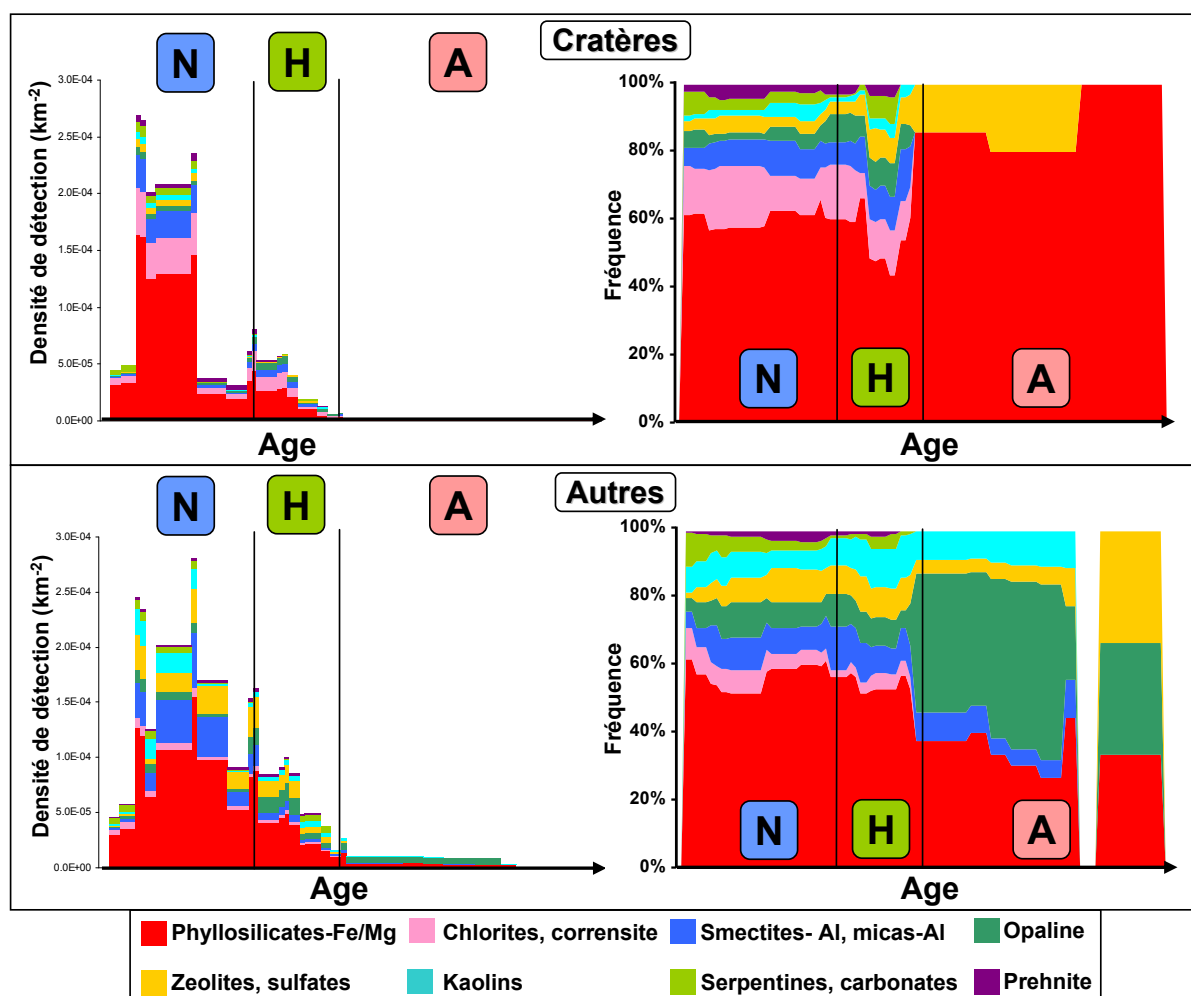 Cratères
N H A
Densité de détection (km-2)
3.0E-04
2.5E-04
2.0E-04
1.5E-04
1.0E-04
5.0E-05
0.0E+00
Age
Fréquence
100%
80%
60%
40%
20%
0%
N H A
Age
Autres
N H A
Densité de détection (km-2)
3.0E-04
2.5E-04
2.0E-04
1.5E-04
1.0E-04
5.0E-05
0.0E+00
Age
Fréquence
100%
80%
60%
40%
20%
0%
N H A
Age
Phyllosilicates-Fe/Mg Chlorites, corrensite Smectites- Al, micas-Al Opaline
Zeolites, sulfates Kaolins Serpentines, carbonates Prehnite